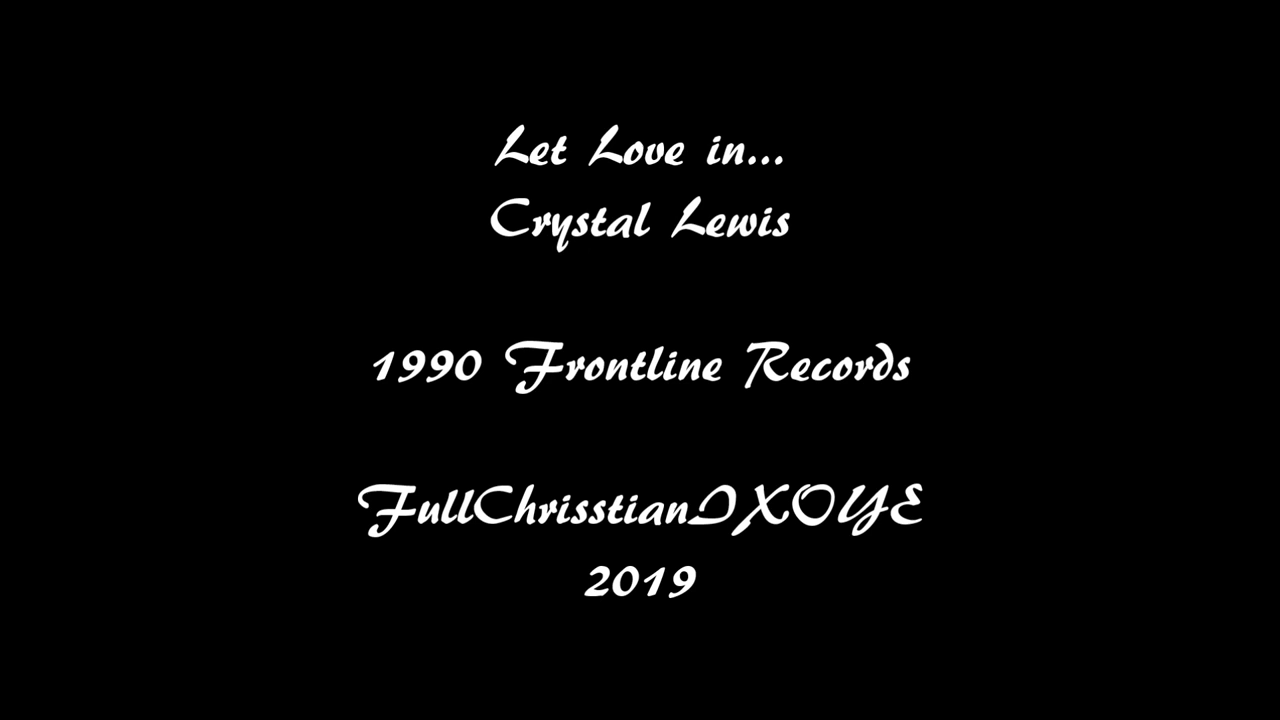 Let Love in...
Crystal Lewis
1990 Frontline Records
FullChrisstianIXOYE
2019